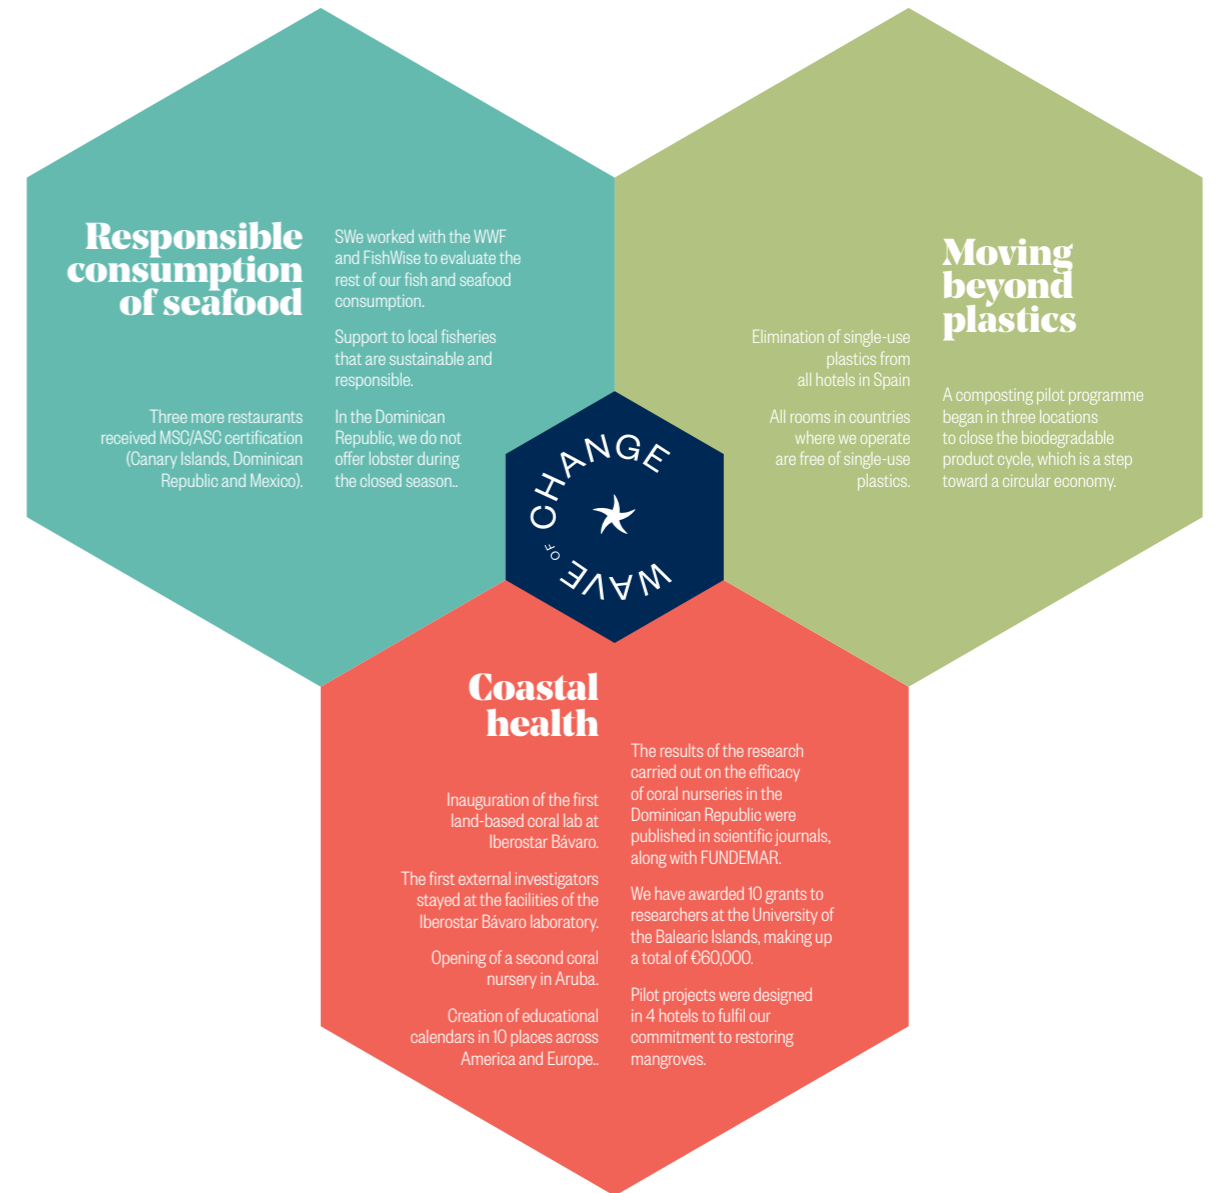 Responsible
consumption
of seafood
Three more restaurants
received MSC/ASC certification
(Canary Islands, Dominican
Republic and Mexico).
SWe worked with the WWF
and FishWise to evaluate the
rest of our fish and seafood
consumption.
Support to local fisheries
that are sustainable and
responsible.
In the Dominican
Republic, we do not
offer lobster during
the closed season..
Moving
beyond
plastics
Elimination of single-use
plastics from
all hotels in Spain
All rooms in countries
where we operate
are free of single-use
plastics.
A composting pilot programme
began in three locations
to close the biodegradable
product cycle, which is a step
toward a circular economy.
WAVE OF CHANGE
Coastal
health
Inauguration of the first
land-based coral lab at
Iberostar Bávaro.
The first external investigators
stayed at the facilities of the
Iberostar Bávaro laboratory.
Opening of a second coral
nursery in Aruba.
Creation of educational
calendars in 10 places across
America and Europe..
The results of the research
carried out on the efficacy
of coral nurseries in the
Dominican Republic were
published in scientific journals,
along with FUNDEMAR.
We have awarded 10 grants to
researchers at the University of
the Balearic Islands, making up
a total of €60,000.
Pilot projects were designed
in 4 hotels to fulfil our
commitment to restoring
mangroves.